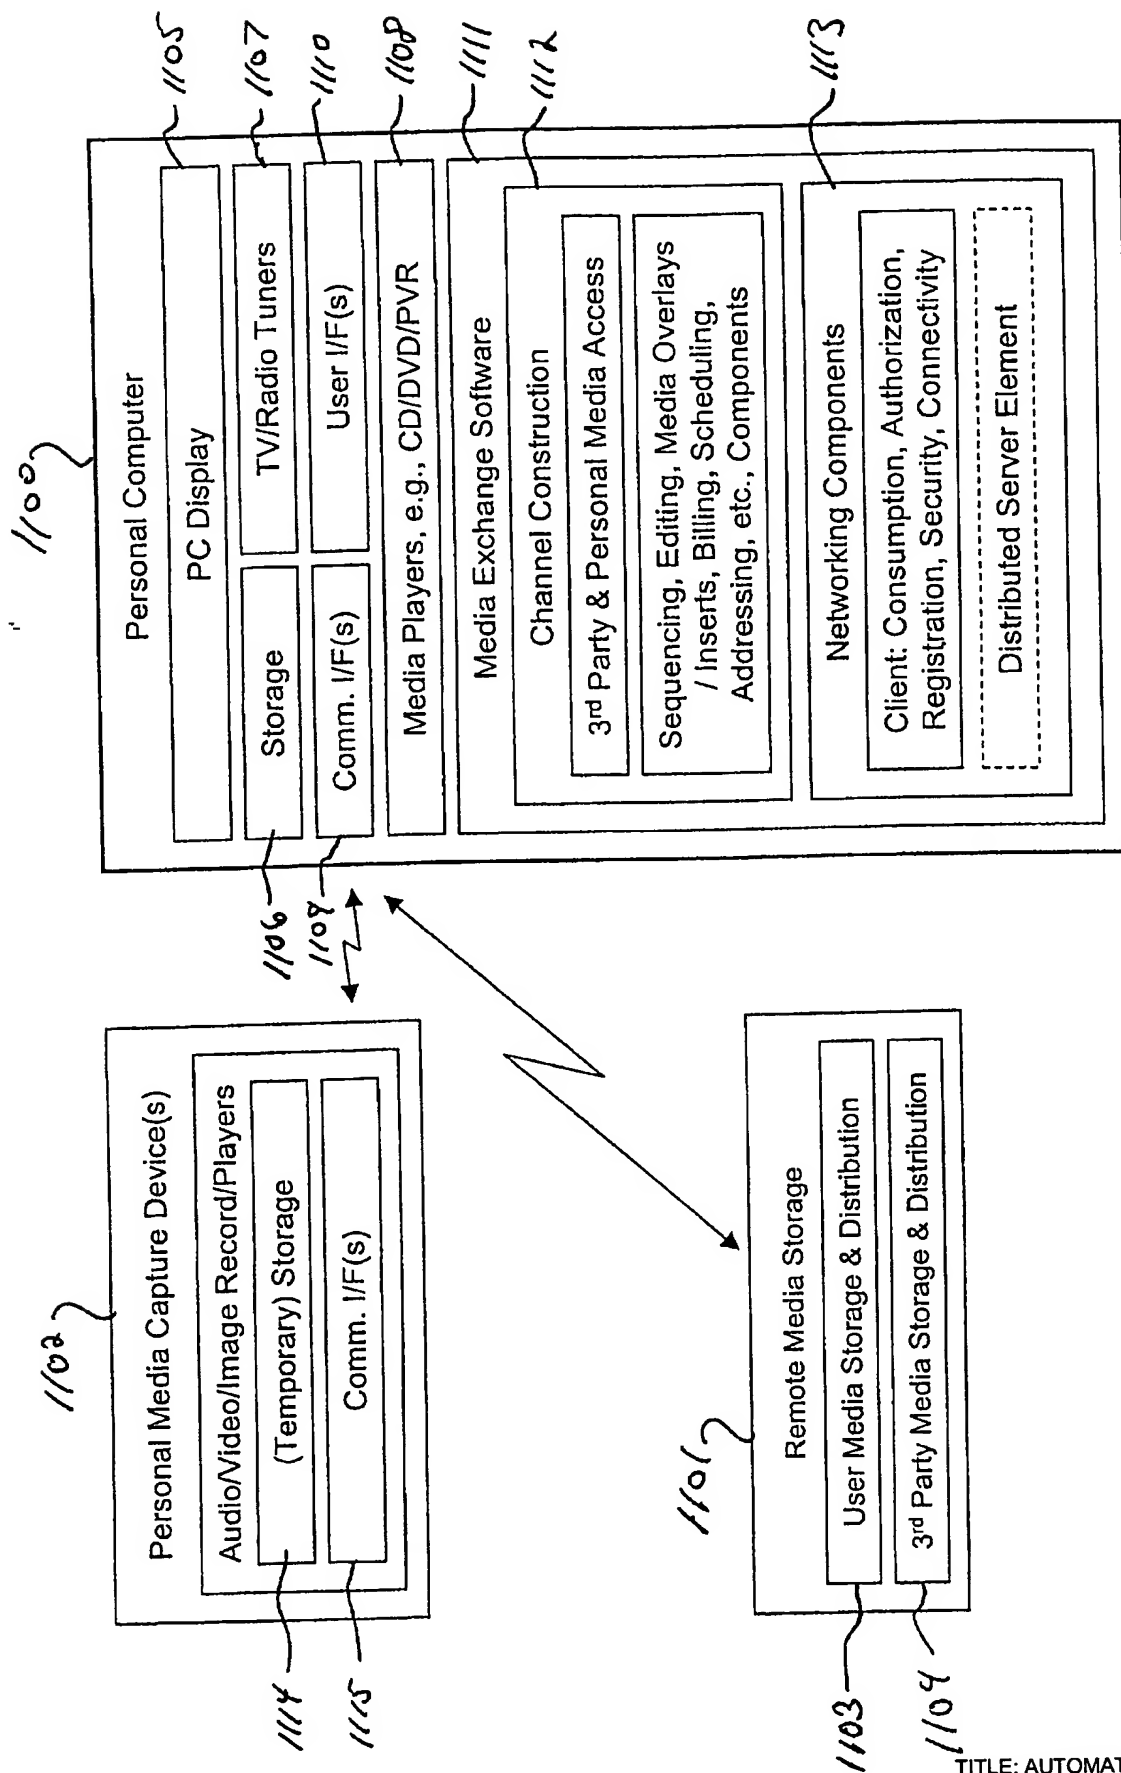 1100
Personal Computer
PC Display
1105
Storage
1106
TV/Radio Tuners
1107
Comm. I/F(s)
1109
User I/F(s)
1110
Media Players, e.g., CD/DVD/PVR
1108
Media Exchange Software
1111
Channel Construction
1112
3rd Party & Personal Media Access
Sequencing, Editing, Media Overlays
/ Inserts, Billing, Scheduling,
Addressing, etc., Components
Networking Components
1113
Client: Consumption, Authorization,
Registration, Security, Connectivity
Distributed Server Element
1102
Personal Media Capture Device(s)
Audio/Video/Image Record/Players
(Temporary) Storage
1114
Comm. I/F(s)
1115
1101
Remote Media Storage
User Media Storage & Distribution
1103
3rd Party Media Storage & Distribution
1104
TITLE: AUTOMAT